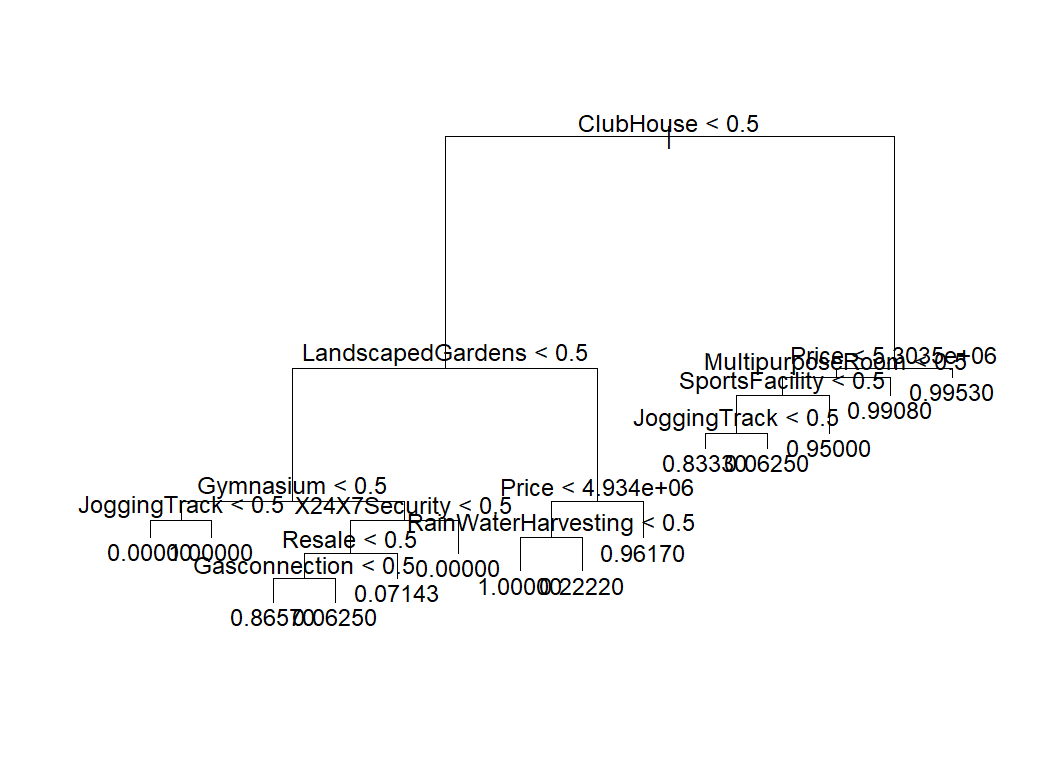 ClubHouse < 0.5
LandscapedGardens < 0.5
Price < 5.3035e+06
MultipurposeRoom < 0.5
SportsFacility < 0.5
0.99530
0.99080
JoggingTrack < 0.5
0.95000
0.83330
0.06250
Gymnasium < 0.5
Price < 4.934e+06
JoggingTrack < 0.5
X24X7Security < 0.5
RainWaterHarvesting < 0.5
Resale < 0.5
0.00000
1.00000
0.96170
Gasconnection < 0.5
0.00000
1.00000
0.22220
0.07143
0.86570
0.06250